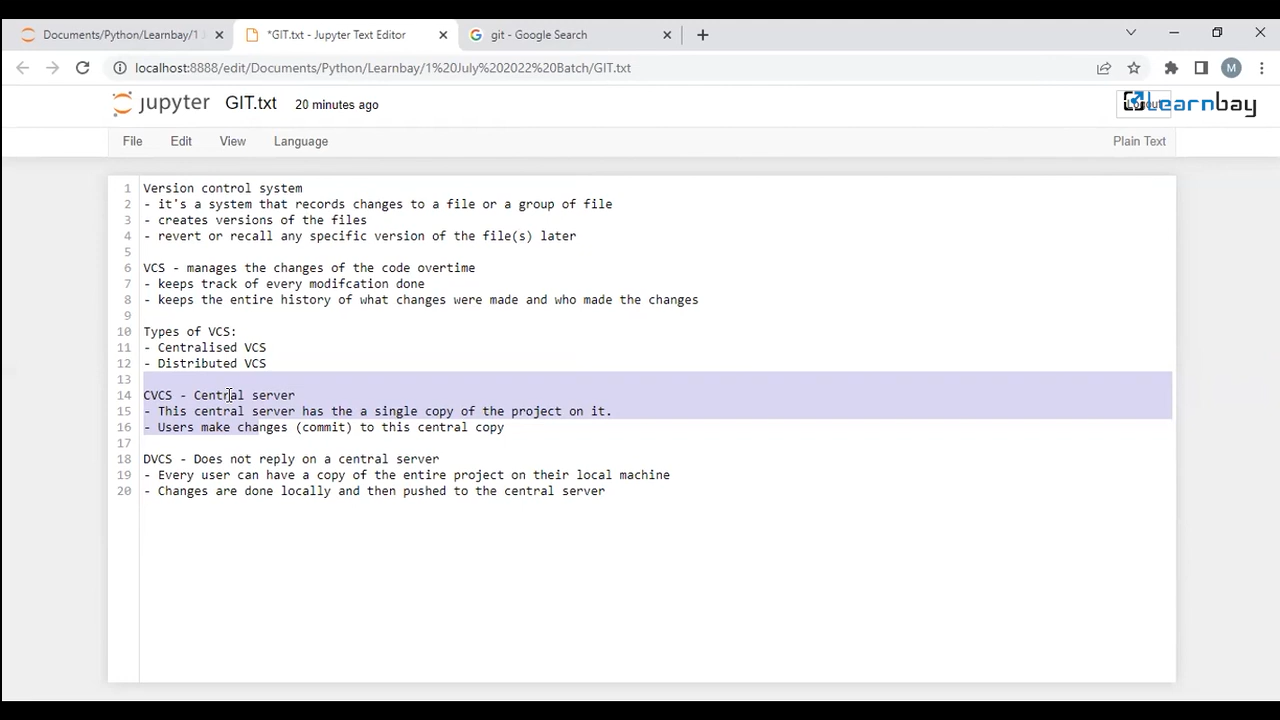 Documents/Python/Learnbay/1
*GIT.txt - Jupyter Text Editor
git - Google Search
localhost:8888/edit/Documents/Python/Learnbay/1%20July%202022%20Batch/GIT.txt
M
jupyter GIT.txt 20 minutes ago
Logout
Learnbay
File Edit View Language Plain Text
1 Version control system
2 - it's a system that records changes to a file or a group of file
3 - creates versions of the files
4 - revert or recall any specific version of the file(s) later
5
6 VCS - manages the changes of the code overtime
7 - keeps track of every modifcation done
8 - keeps the entire history of what changes were made and who made the changes
9
10 Types of VCS:
11 - Centralised VCS
12 - Distributed VCS
13
14 CVCS - Central server
15 - This central server has the a single copy of the project on it.
16 - Users make changes (commit) to this central copy
17
18 DVCS - Does not reply on a central server
19 - Every user can have a copy of the entire project on their local machine
20 - Changes are done locally and then pushed to the central server